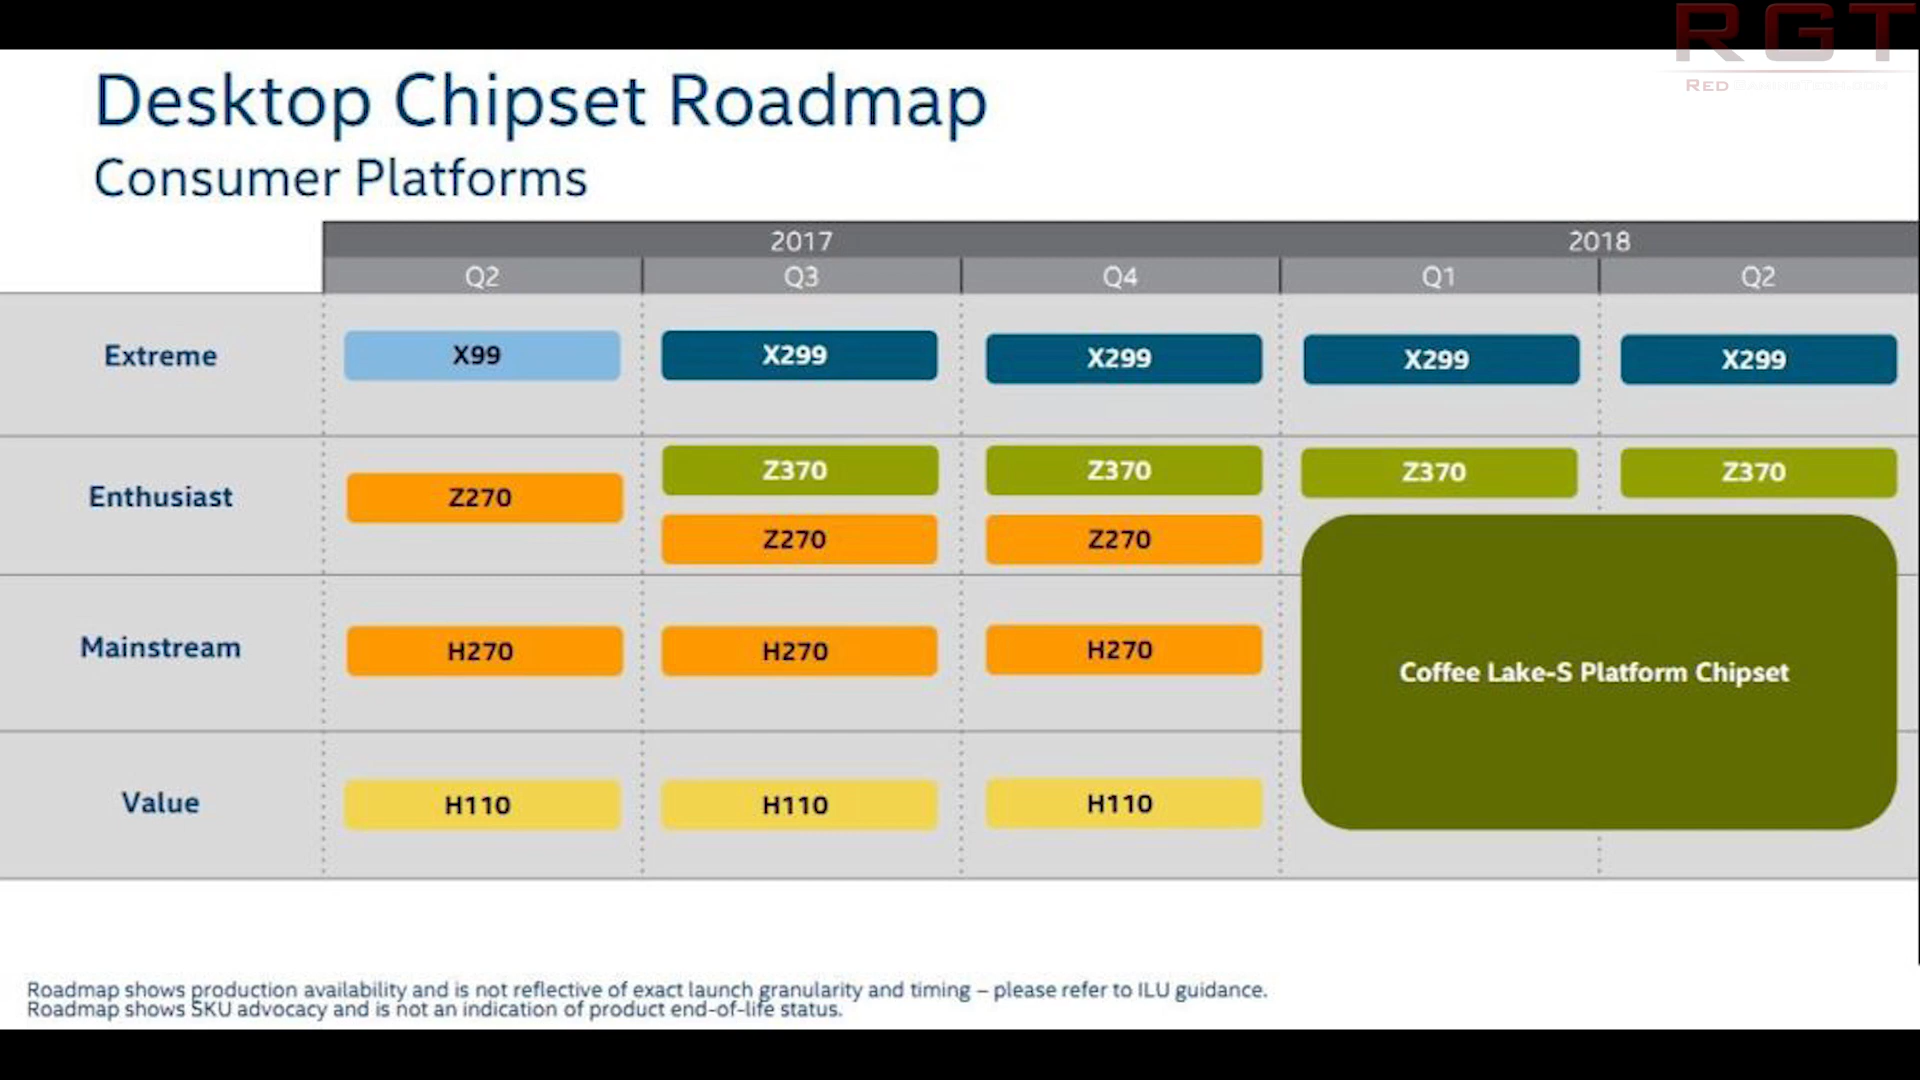 RGT
RED
Desktop Chipset Roadmap
Consumer Platforms
2017 2018
Q2 Q3 Q4 Q1 Q2
Extreme X99 X299 X299 X299 X299
Z370 Z370 Z370 Z370
Enthusiast Z270
Z270 Z270
Mainstream H270 H270 H270
Coffee Lake-S Platform Chipset
Value H110 H110 H110
Roadmap shows production availability and is not reflective of exact launch granularity and timing – please refer to ILU guidance.
Roadmap shows SKU advocacy and is not an indication of product end-of-life status.